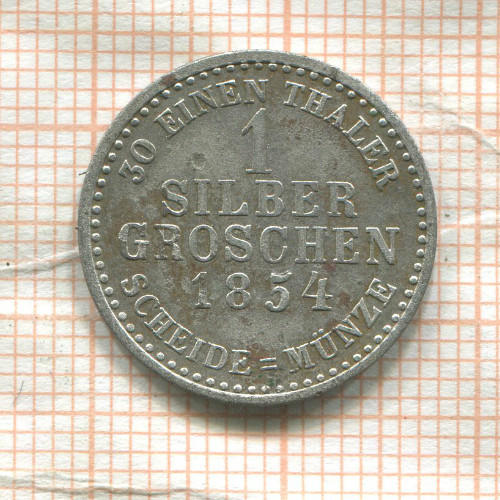 30 EINEN THALER
1
SILBER
GROSCHEN
1854
SCHEIDE=MÜNZE